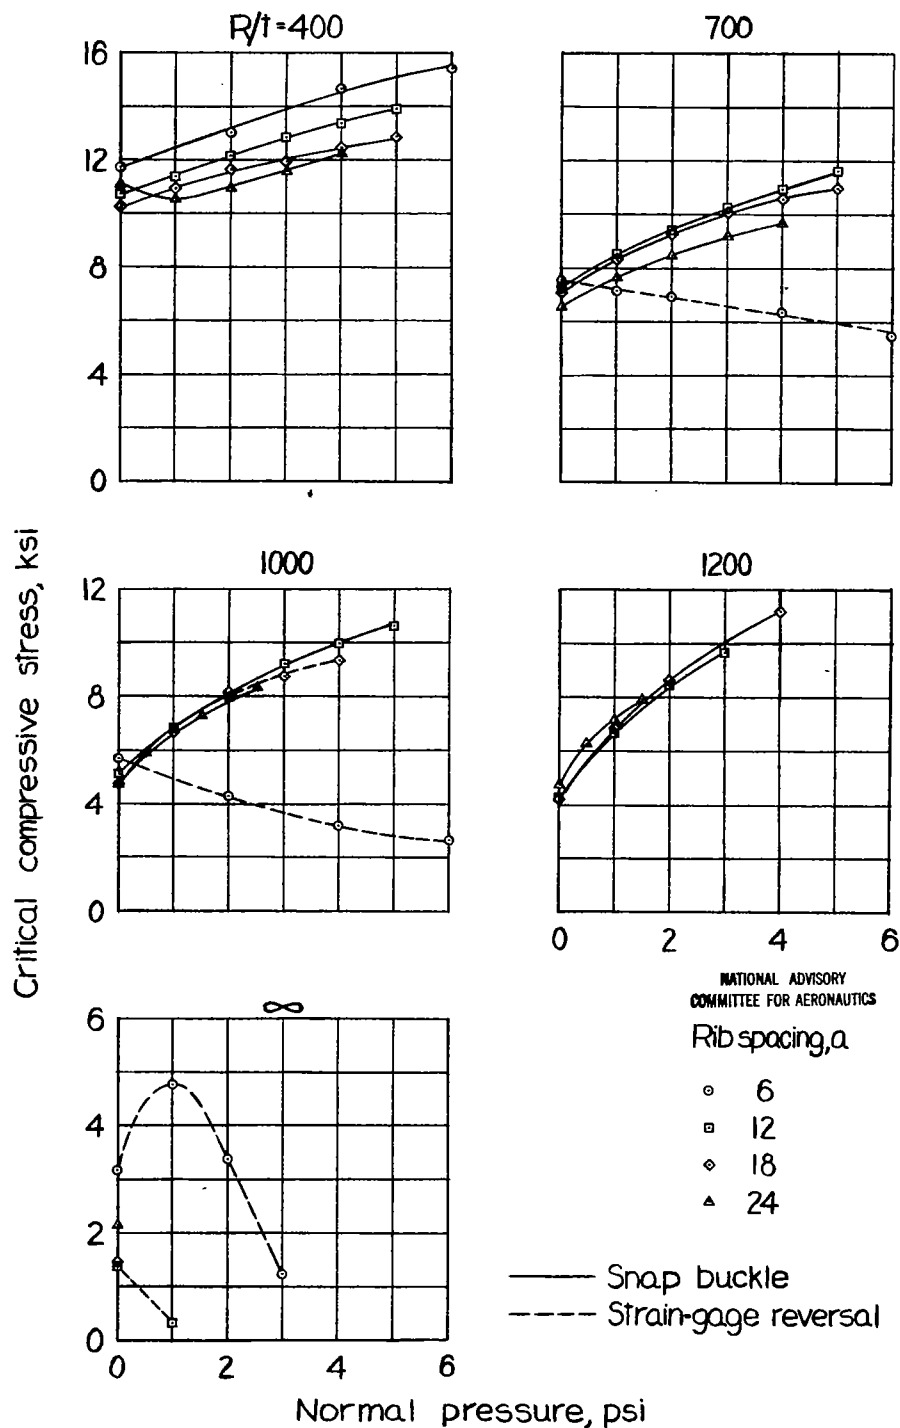 R/t=400
700
16
12
8
4
0
Critical compressive stress, ksi
1000
1200
12
8
4
0
0 2 4 6
NATIONAL ADVISORY
COMMITTEE FOR AERONAUTICS
∞
6
4
2
0
0 2 4 6
Normal pressure, psi
Rib spacing, a
6
12
18
24
Snap buckle
Strain-gage reversal